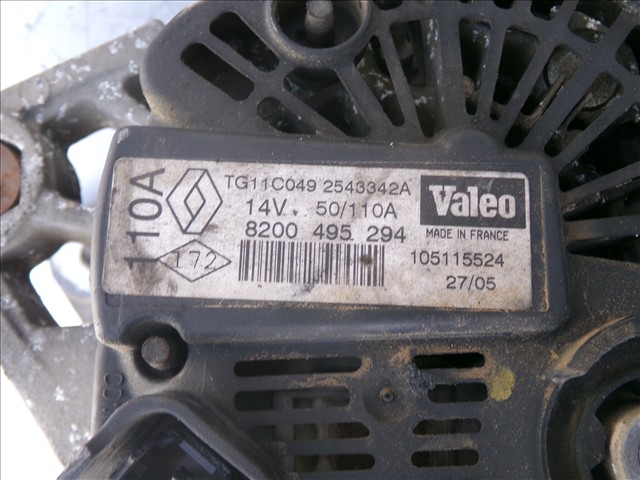 110A
TG11C049 2543342A
14V. 50/110A
8200 495 294
172
Valeo
MADE IN FRANCE
105115524
27/05